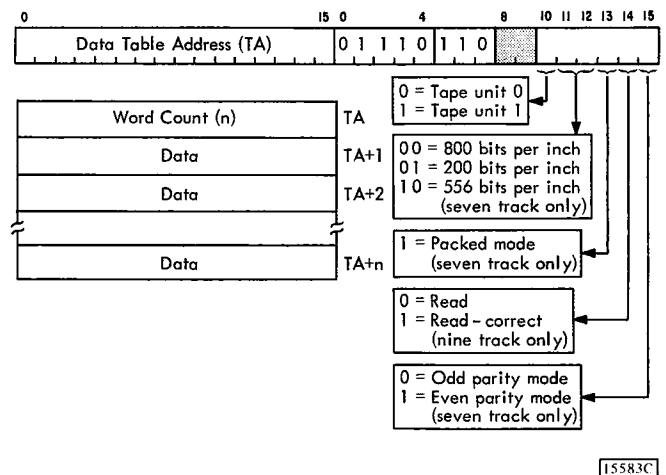 0 15 0 4 8 10 11 12 13 14 15
Data Table Address (TA) 0 1 1 1 0 1 1 0
0 = Tape unit 0
1 = Tape unit 1
Word Count (n) TA
Data TA+1
Data TA+2
Data TA+n
00 = 800 bits per inch
01 = 200 bits per inch
10 = 556 bits per inch
(seven track only)
1 = Packed mode
(seven track only)
0 = Read
1 = Read-correct
(nine track only)
0 = Odd parity mode
1 = Even parity mode
(seven track only)
15583C